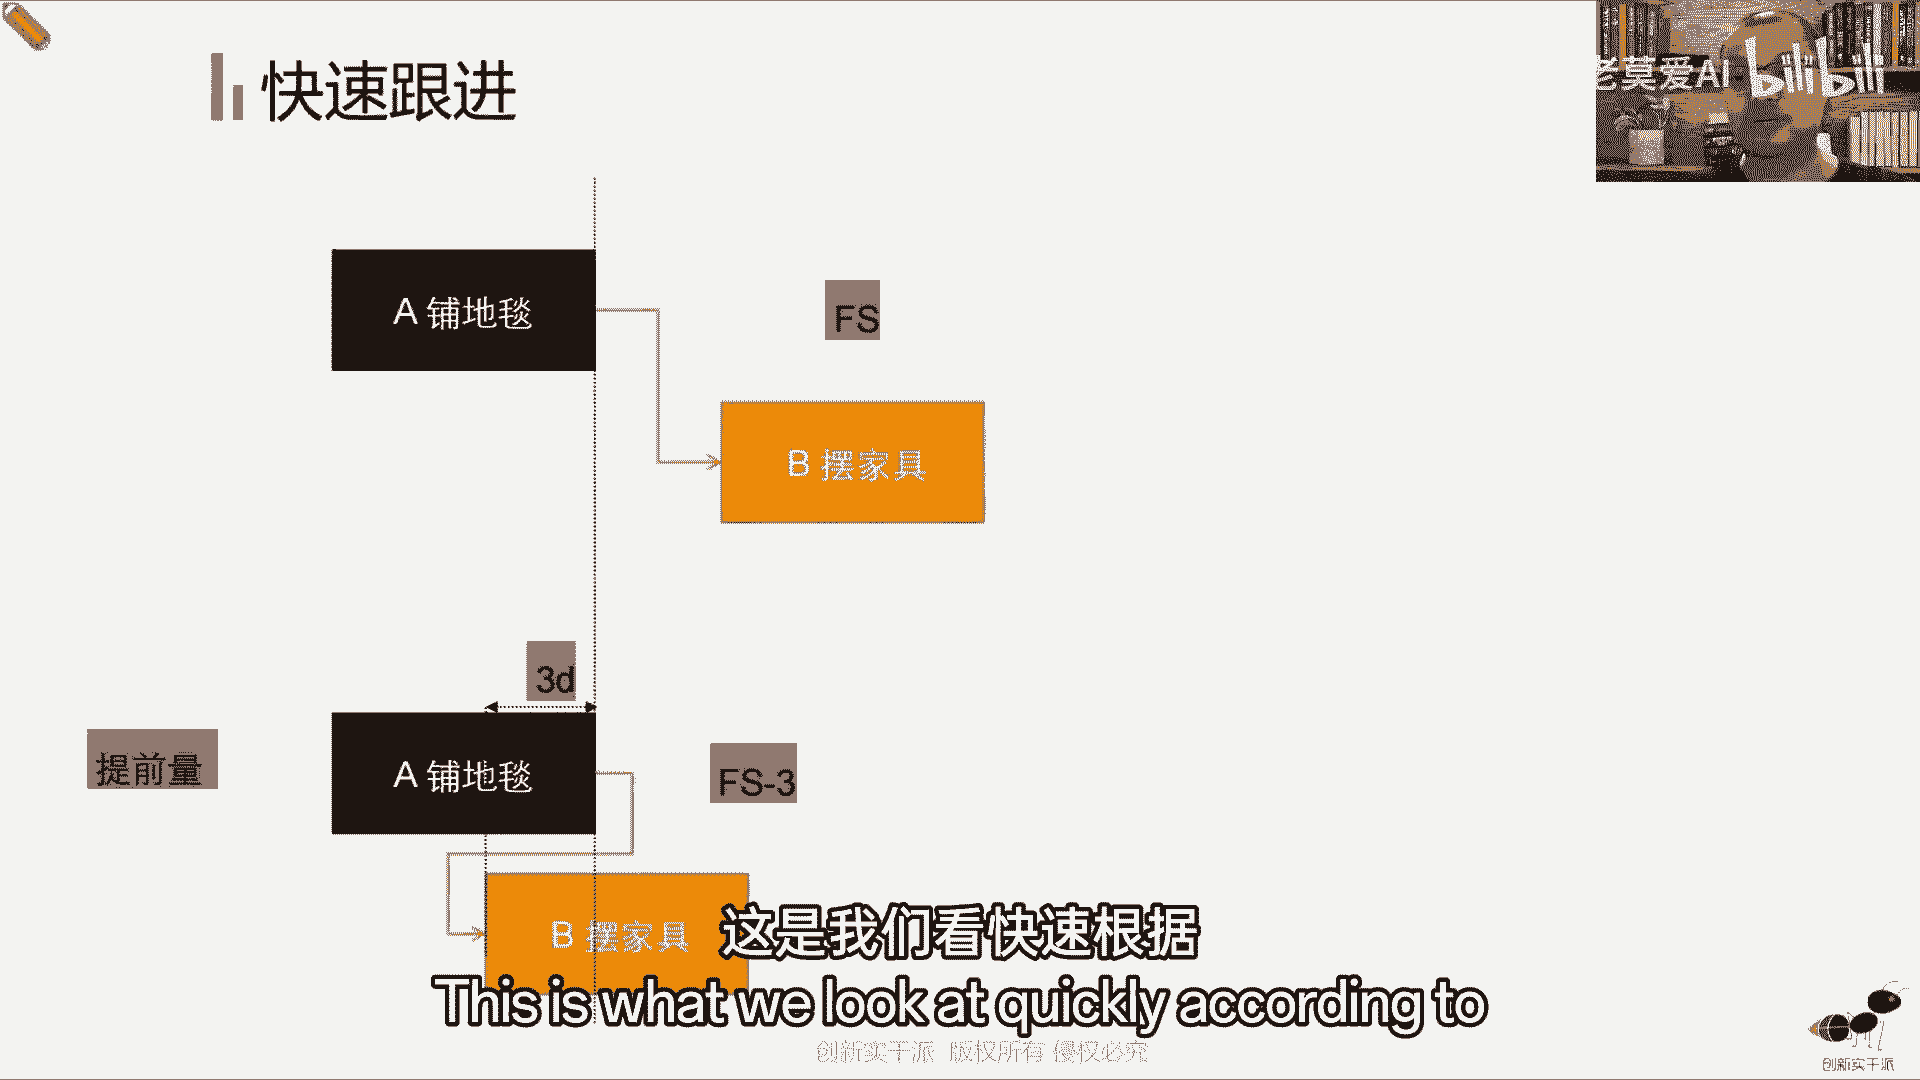 快速跟进
老莫爱AI
bilibili
A 铺地毯
FS
B 摆家具
3d
提前量
A 铺地毯
FS-3
B 摆家具
这是我们看快速根据
This is what we look at quickly according to
创新实干派 版权所有 侵权必究
创新实干派